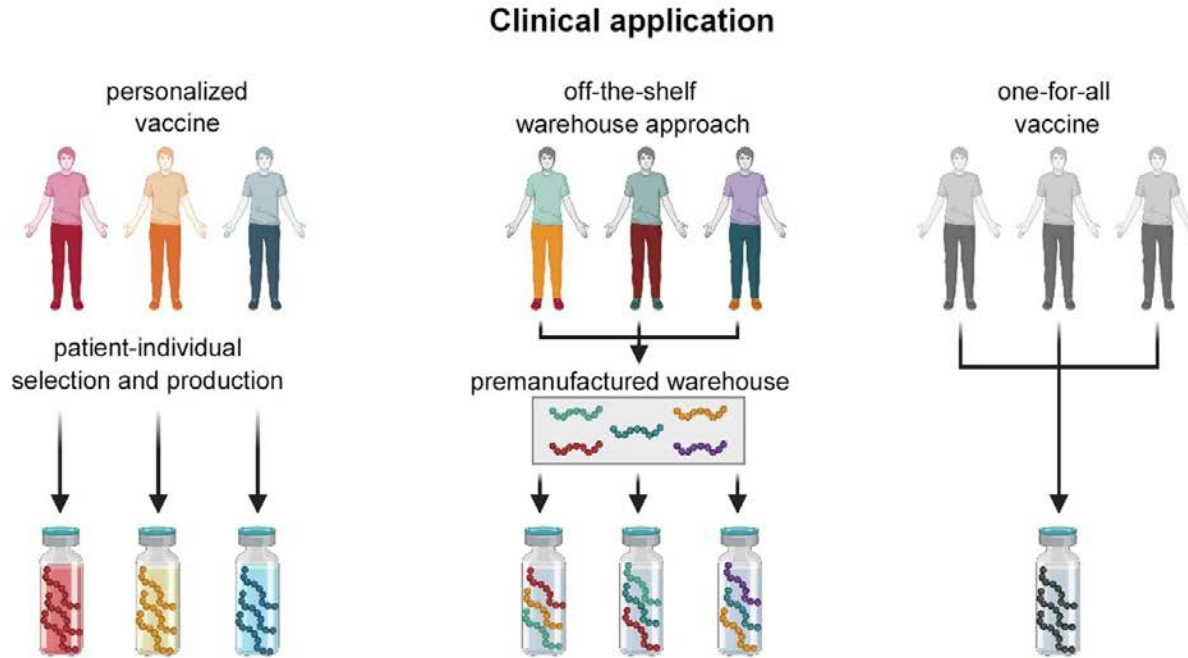 Clinical application
personalized
vaccine
off-the-shelf
warehouse approach
one-for-all
vaccine
patient-individual
selection and production
premanufactured warehouse